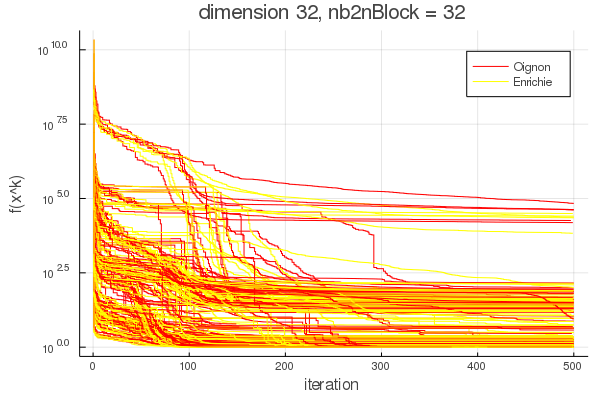 dimension 32, nb2nBlock = 32
Oignon
Enrichie
f(x^k)
10^10.0
10^7.5
10^5.0
10^2.5
10^0.0
0 100 200 300 400 500
iteration